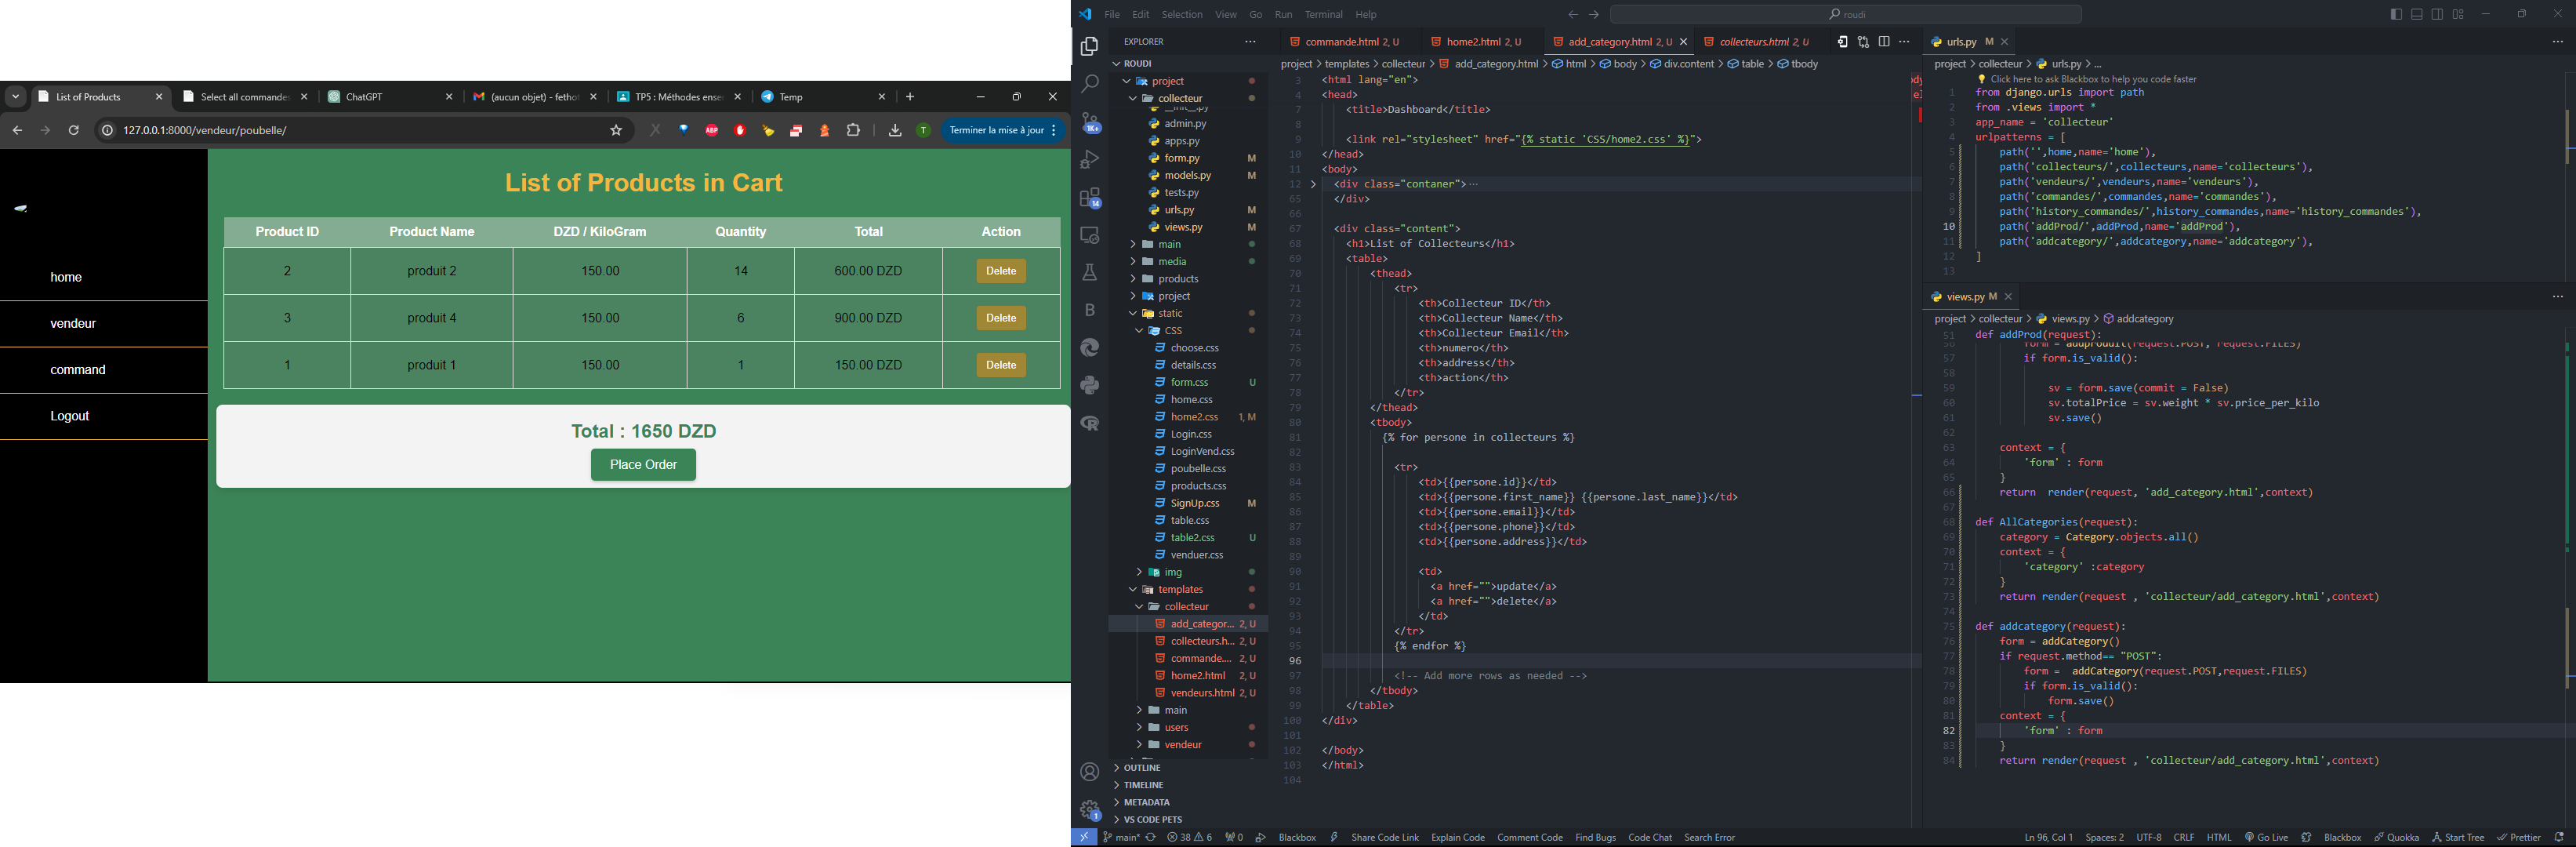 List of Products
Select all commandes
ChatGPT
(aucun objet) - fethot
TP5 : Méthodes ense
Temp
127.0.0.1:8000/vendeur/poubelle/
ABP
T
Terminer la mise à jour
home
vendeur
command
Logout
List of Products in Cart
Product ID Product Name DZD / KiloGram Quantity Total Action
2 produit 2 150.00 14 600.00 DZD Delete
3 produit 4 150.00 6 900.00 DZD Delete
1 produit 1 150.00 1 150.00 DZD Delete
Total : 1650 DZD
Place Order
File Edit Selection View Go Run Terminal Help
roudi
EXPLORER
ROUDI
project
collecteur
__init__.py
admin.py
apps.py
form.py M
models.py M
tests.py
urls.py M
views.py M
main
media
products
project
static
CSS
choose.css
details.css
form.css U
home.css
home2.css 1, M
Login.css
LoginVend.css
poubelle.css
products.css
SignUp.css M
table.css
table2.css U
venduer.css
img
templates
collecteur
add_categor... 2, U
collecteurs.h... 2, U
commande.... 2, U
home2.html 2, U
vendeurs.html 2, U
main
users
vendeur
OUTLINE
TIMELINE
METADATA
VS CODE PETS
1K+
14
1
commande.html 2, U
home2.html 2, U
add_category.html 2, U
collecteurs.html 2, U
project > templates > collecteur > add_category.html > html > body > div.content > table > tbody
3 <html lang="en">
4 <head>
7 <title>Dashboard</title>
8
9 <link rel="stylesheet" href="{% static 'CSS/home2.css' %}">
10 </head>
11 <body>
12 <div class="contaner">···
65 </div>
66
67 <div class="content">
68 <h1>List of Collecteurs</h1>
69 <table>
70 <thead>
71 <tr>
72 <th>Collecteur ID</th>
73 <th>Collecteur Name</th>
74 <th>Collecteur Email</th>
75 <th>numero</th>
76 <th>address</th>
77 <th>action</th>
78 </tr>
79 </thead>
80 <tbody>
81 {% for persone in collecteurs %}
82
83 <tr>
84 <td>{{persone.id}}</td>
85 <td>{{persone.first_name}} {{persone.last_name}}</td>
86 <td>{{persone.email}}</td>
87 <td>{{persone.phone}}</td>
88 <td>{{persone.address}}</td>
89
90 <td>
91 <a href="">update</a>
92 <a href="">delete</a>
93 </td>
94 </tr>
95 {% endfor %}
96
97 <!-- Add more rows as needed -->
98 </tbody>
99 </table>
100 </div>
101
102 </body>
103 </html>
104
urls.py M
project > collecteur > urls.py > ...
Click here to ask Blackbox to help you code faster
1 from django.urls import path
2 from .views import *
3 app_name = 'collecteur'
4 urlpatterns = [
5 path('',home,name='home'),
6 path('collecteurs/',collecteurs,name='collecteurs'),
7 path('vendeurs/',vendeurs,name='vendeurs'),
8 path('commandes/',commandes,name='commandes'),
9 path('history_commandes/',history_commandes,name='history_commandes'),
10 path('addProd/',addProd,name='addProd'),
11 path('addcategory/',addcategory,name='addcategory'),
12 ]
13
views.py M
project > collecteur > views.py > addcategory
51 def addProd(request):
56 form = addproduit(request.POST, request.FILES)
57 if form.is_valid():
58
59 sv = form.save(commit = False)
60 sv.totalPrice = sv.weight * sv.price_per_kilo
61 sv.save()
62
63 context = {
64 'form' : form
65 }
66 return render(request, 'add_category.html',context)
67
68 def AllCategories(request):
69 category = Category.objects.all()
70 context = {
71 'category' :category
72 }
73 return render(request , 'collecteur/add_category.html',context)
74
75 def addcategory(request):
76 form = addCategory()
77 if request.method== "POST":
78 form = addCategory(request.POST,request.FILES)
79 if form.is_valid():
80 form.save()
81 context = {
82 'form' : form
83 }
84 return render(request , 'collecteur/add_category.html',context)
main* 38 6 0 Blackbox Share Code Link Explain Code Comment Code Find Bugs Code Chat Search Error
Ln 96, Col 1 Spaces: 2 UTF-8 CRLF HTML Go Live Blackbox Quokka Start Tree Prettier